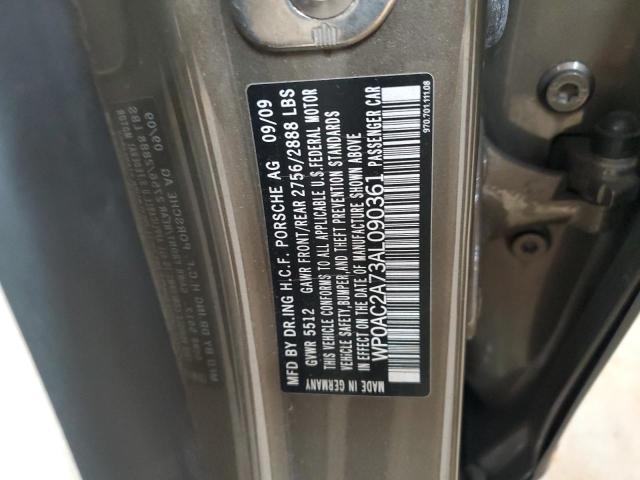 MFD BY DR.ING H.C.F. PORSCHE AG 09/09
GVWR 5512 GAWR FRONT/REAR 2756/2888 LBS
THIS VEHICLE CONFORMS TO ALL APPLICABLE U.S.FEDERAL MOTOR
VEHICLE SAFETY,BUMPER,AND THEFT PREVENTION STANDARDS
IN EFFECT ON THE DATE OF MANUFACTURE SHOWN ABOVE
WP0AC2A73AL090361 PASSENGER CAR
MADE IN GERMANY
970.701.111.08